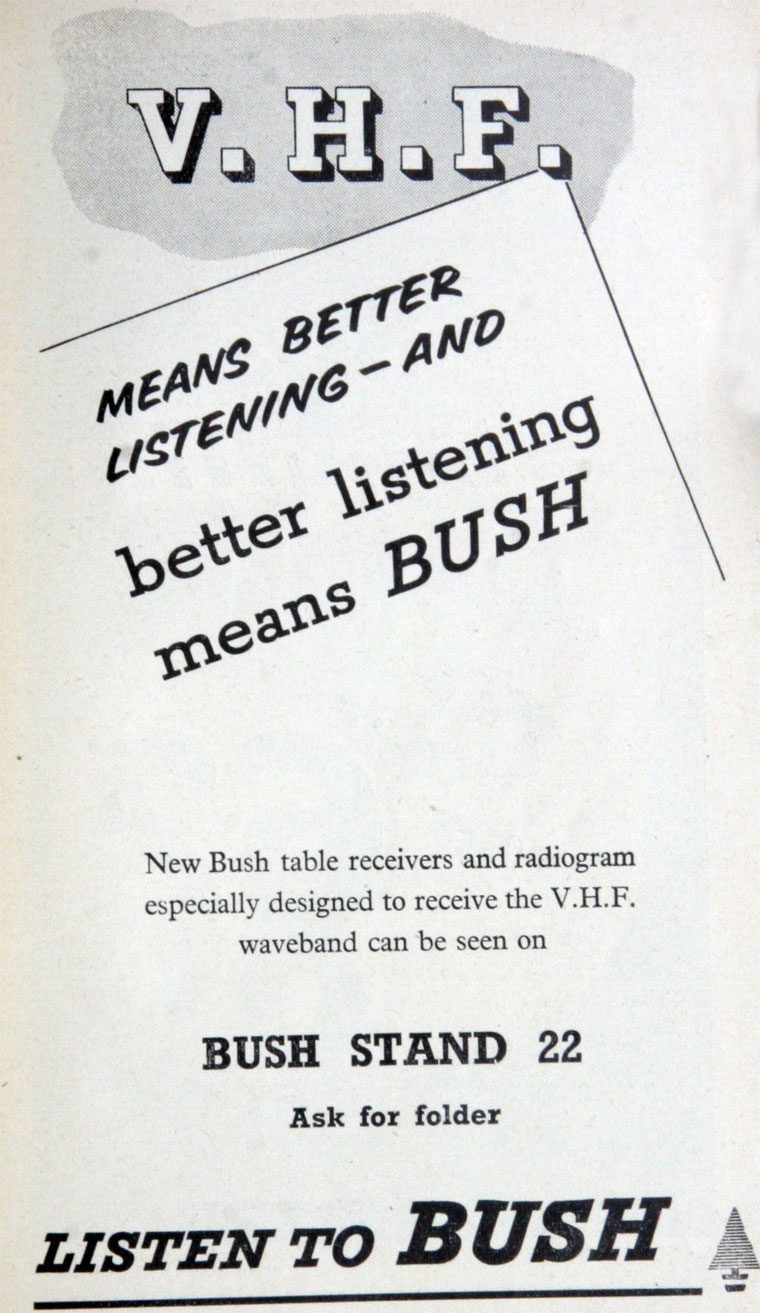 V. H. F.
MEANS BETTER
LISTENING – AND
better listening
means BUSH
New Bush table receivers and radiogram
especially designed to receive the V.H.F.
waveband can be seen on
BUSH STAND 22
Ask for folder
LISTEN TO BUSH